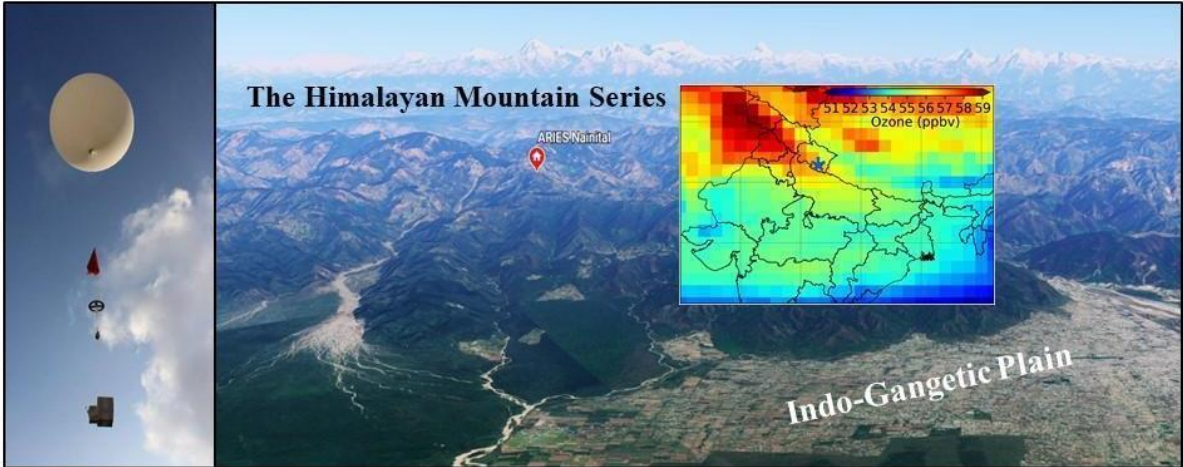 The Himalayan Mountain Series
ARIES Nainital
51 52 53 54 55 56 57 58 59
Ozone (ppbv)
Indo-Gangetic Plain